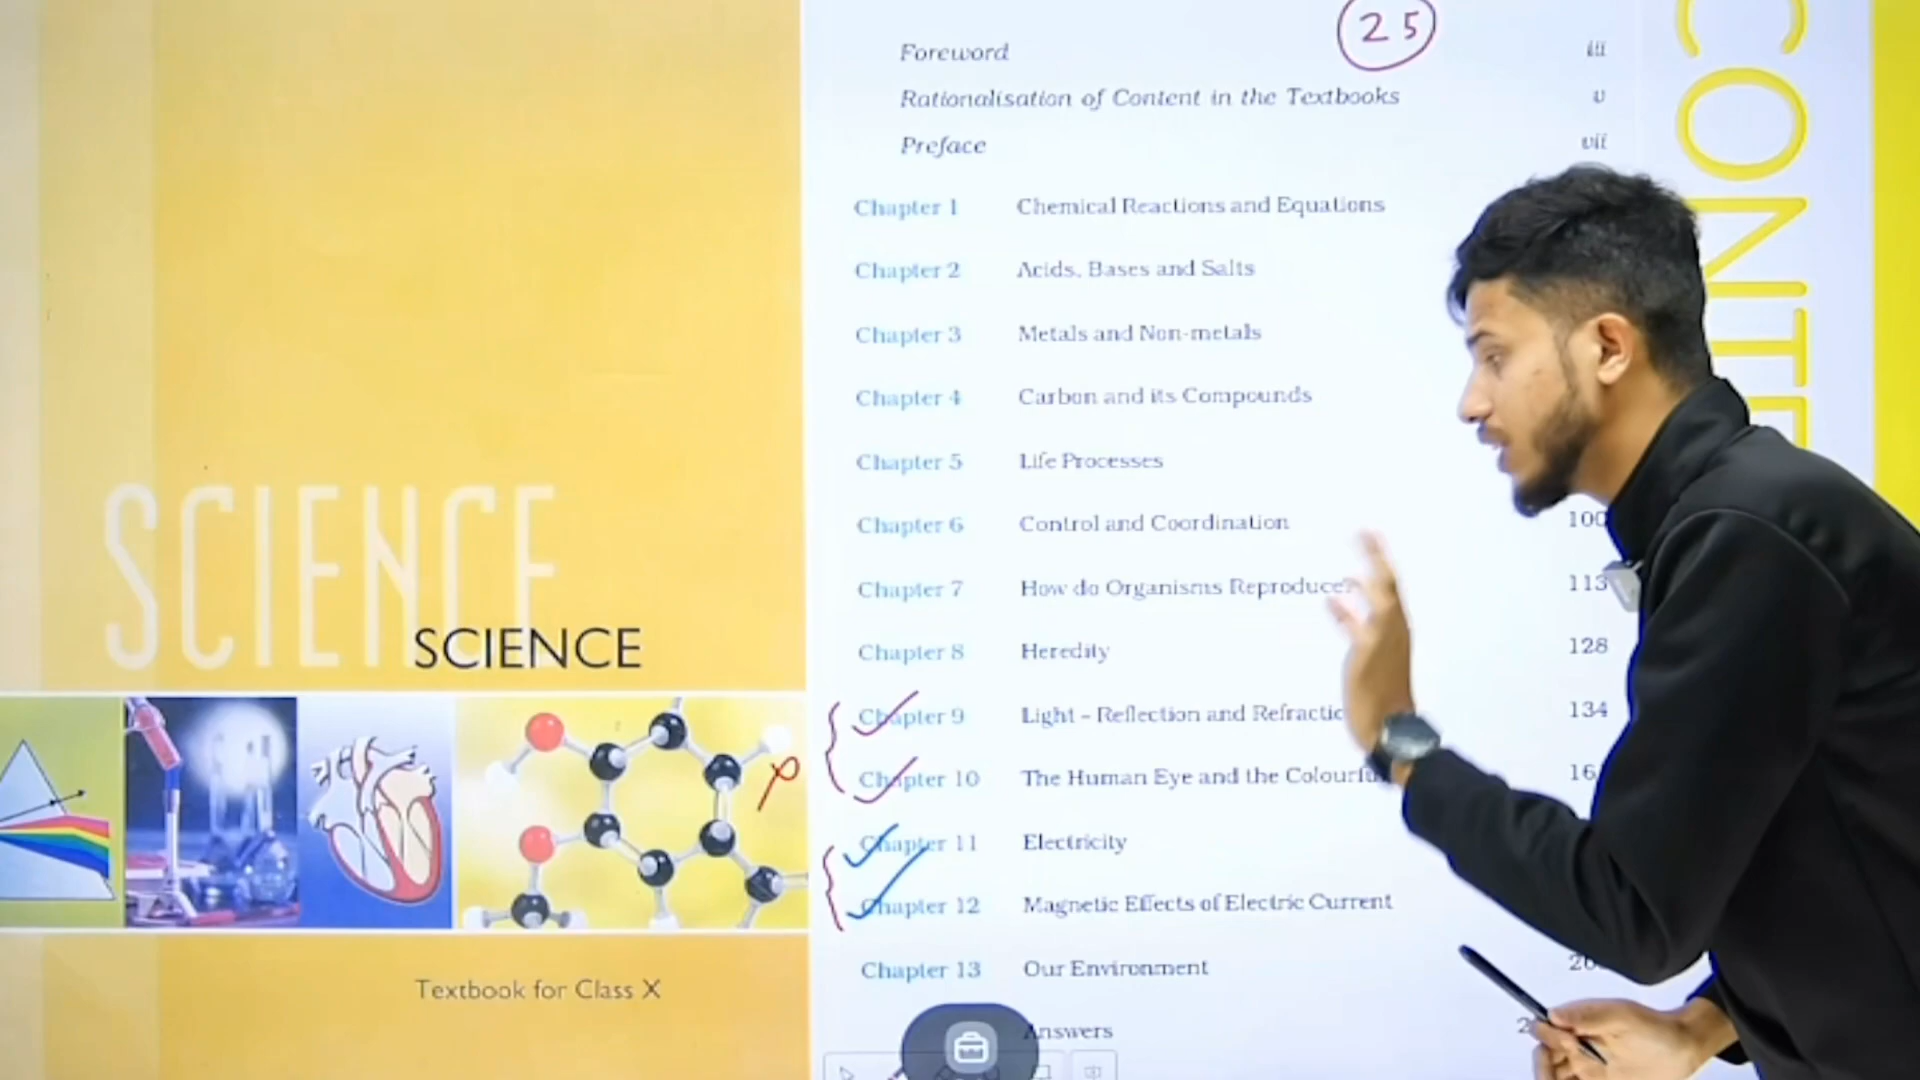 SCIENCE
SCIENCE
Textbook for Class X
25
Foreword iii
Rationalisation of Content in the Textbooks v
Preface vii
Chapter 1 Chemical Reactions and Equations
Chapter 2 Acids, Bases and Salts
Chapter 3 Metals and Non-metals
Chapter 4 Carbon and its Compounds
Chapter 5 Life Processes
Chapter 6 Control and Coordination 100
Chapter 7 How do Organisms Reproduce? 113
Chapter 8 Heredity 128
Chapter 9 Light – Reflection and 134
Chapter 10 The Human Eye and the
Chapter 11 Electricity
Chapter 12 Magnetic Effects of Electric Current
Chapter 13 Our Environment
Answers
P